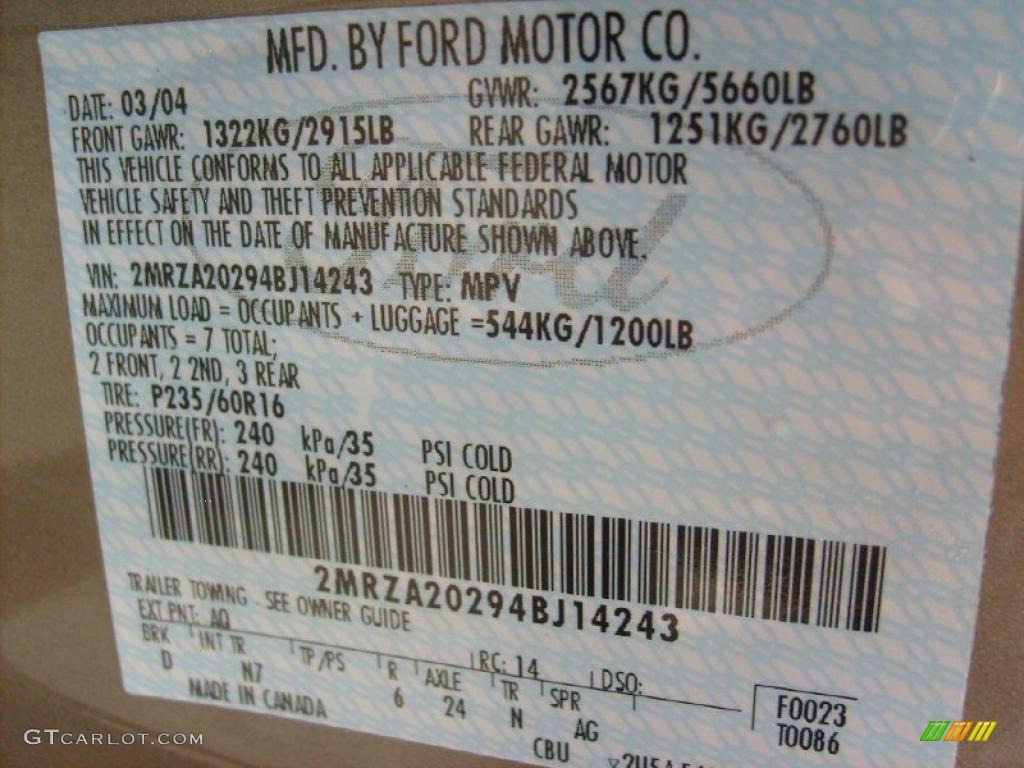 MFD. BY FORD MOTOR CO.
DATE: 03/04 GVWR: 2567KG/5660LB
FRONT GAWR: 1322KG/2915LB REAR GAWR: 1251KG/2760LB
THIS VEHICLE CONFORMS TO ALL APPLICABLE FEDERAL MOTOR
VEHICLE SAFETY AND THEFT PREVENTION STANDARDS
IN EFFECT ON THE DATE OF MANUFACTURE SHOWN ABOVE.
VIN: 2MRZA20294BJ14243 TYPE: MPV
MAXIMUM LOAD = OCCUPANTS + LUGGAGE =544KG/1200LB
OCCUPANTS = 7 TOTAL;
2 FRONT, 2 2ND, 3 REAR
TIRE: P235/60R16
PRESSURE(FR): 240 kPa/35 PSI COLD
PRESSURE(RR): 240 kPa/35 PSI COLD
2MRZA20294BJ14243
TRAILER TOWING - SEE OWNER GUIDE
EXT PNT: AQ RC: 14 DSO:
BRK INT TR TP/PS R AXLE TR SPR
D N7 6 24 N AG
MADE IN CANADA CBU
F0023
T0086
Ford
GTCARLOT.COM